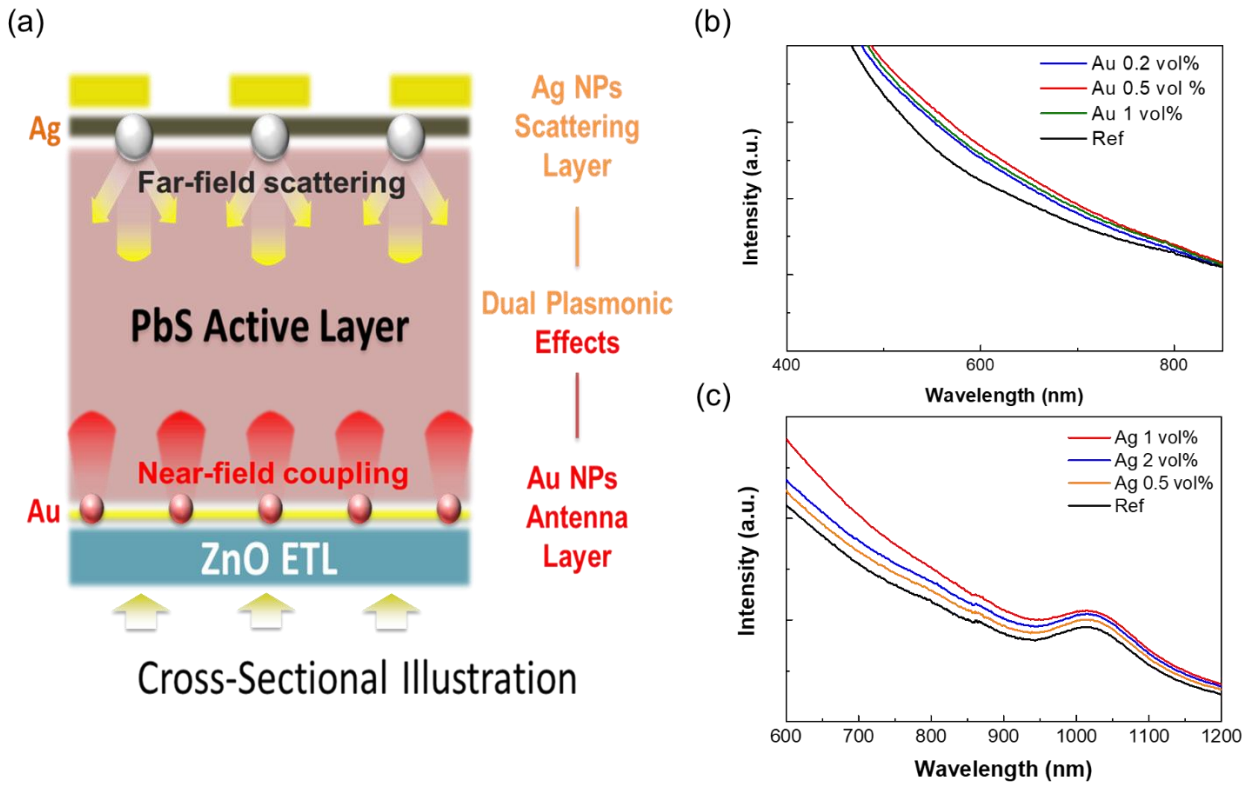 (a)
Ag
Far-field scattering
PbS Active Layer
Near-field coupling
Au
ZnO ETL
Cross-Sectional Illustration
Ag NPs
Scattering
Layer
Dual Plasmonic
Effects
Au NPs
Antenna
Layer
(b)
Intensity (a.u.)
Au 0.2 vol%
Au 0.5 vol %
Au 1 vol%
Ref
400
600
800
Wavelength (nm)
(c)
Intensity (a.u.)
Ag 1 vol%
Ag 2 vol%
Ag 0.5 vol%
Ref
600
700
800
900
1000
1100
1200
Wavelength (nm)